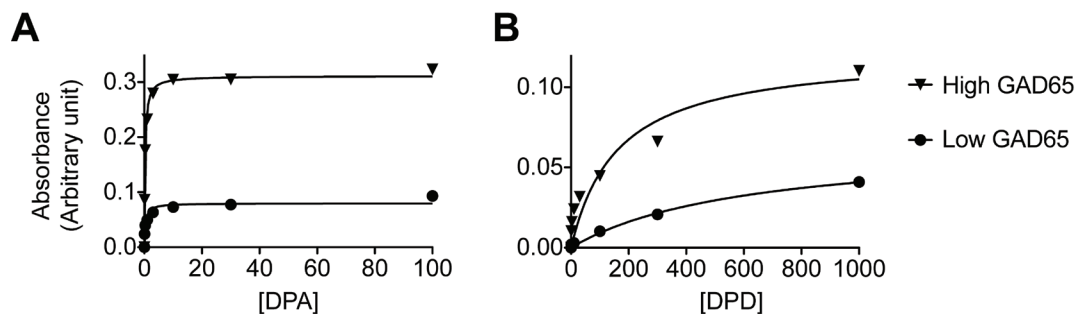 A
Absorbance
(Arbitrary unit)
0.3
0.2
0.1
0.0
0 20 40 60 80 100
[DPA]
B
0.10
0.05
0.00
0 200 400 600 800 1000
[DPD]
High GAD65
Low GAD65